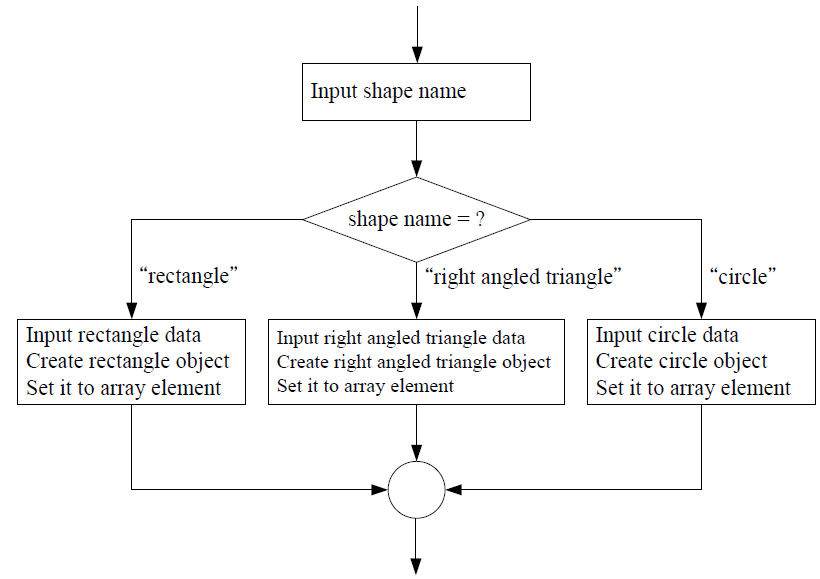 Input shape name
shape name = ?
“rectangle”
“right angled triangle”
“circle”
Input rectangle data
Create rectangle object
Set it to array element
Input right angled triangle data
Create right angled triangle object
Set it to array element
Input circle data
Create circle object
Set it to array element